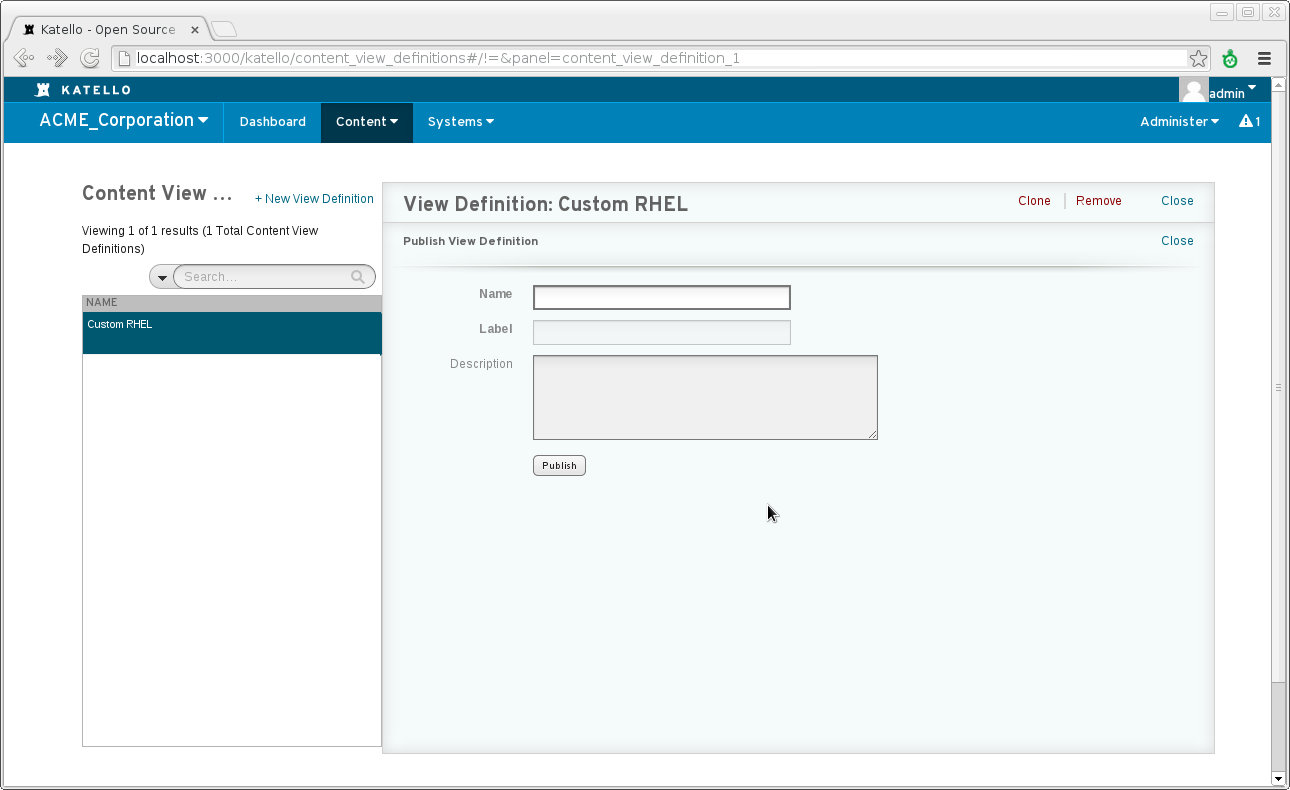 Katello - Open Source
localhost:3000/katello/content_view_definitions#/!=&panel=content_view_definition_1
KATELLO
admin
ACME_Corporation Dashboard Content Systems Administer 1
Content View ... + New View Definition
Viewing 1 of 1 results (1 Total Content View
Definitions)
Search...
NAME
Custom RHEL
View Definition: Custom RHEL Clone Remove Close
Publish View Definition Close
Name
Label
Description
Publish